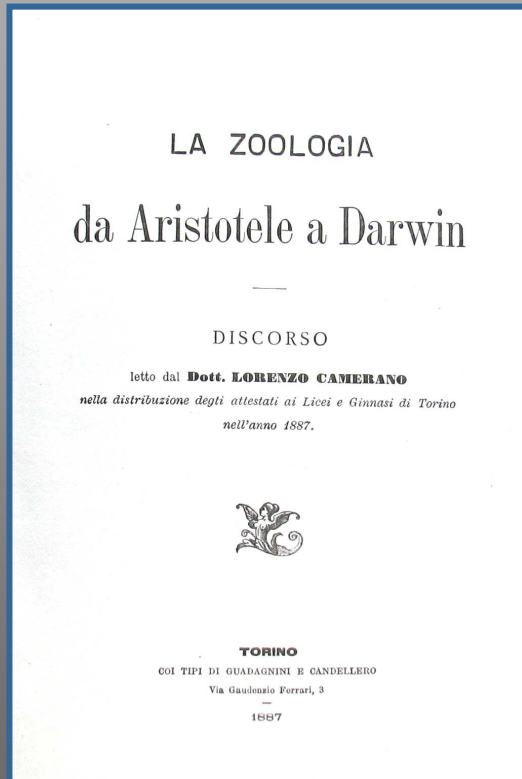 LA ZOOLOGIA
da Aristotele a Darwin
DISCORSO
letto dal Dott. LORENZO CAMERANO
nella distribuzione degti attestati ai Licei e Ginnasi di Torino
nell'anno 1887.
TORINO
COI TIPI DI GUADAGNINI E CANDELLERO
Via Gaudenzio Ferrari, 3
1887